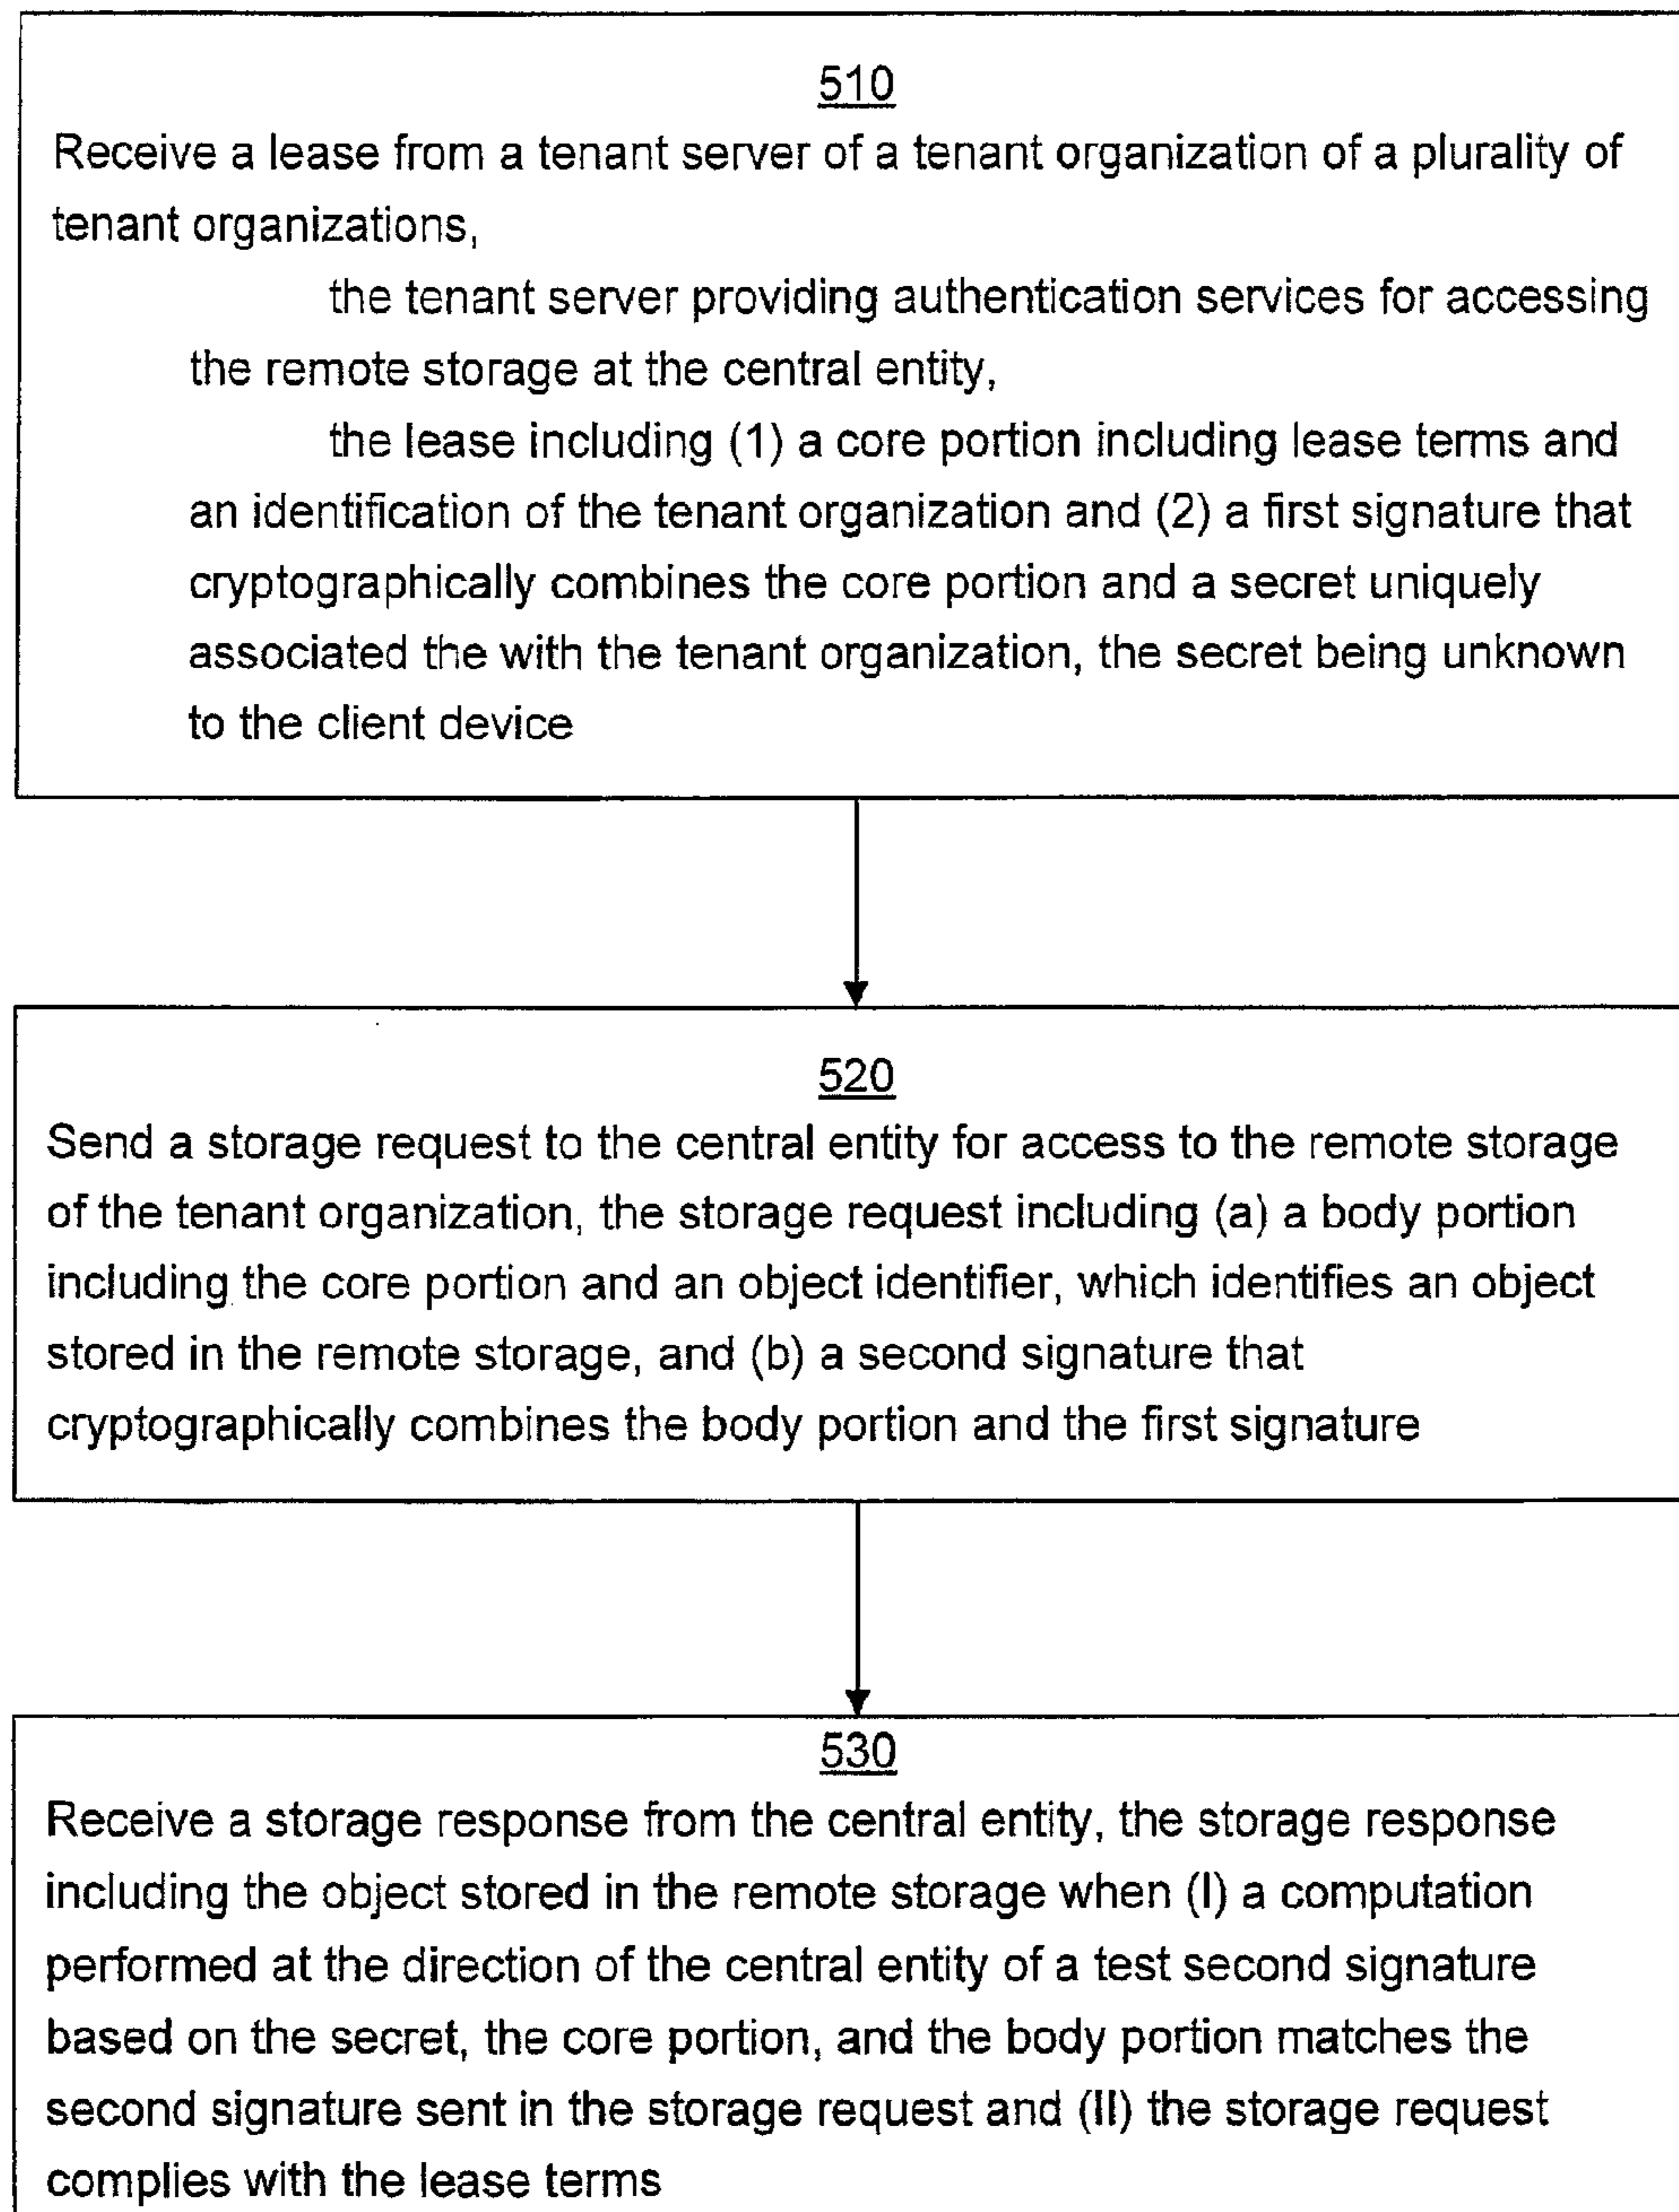 510
Receive a lease from a tenant server of a tenant organization of a plurality of
tenant organizations,
the tenant server providing authentication services for accessing
the remote storage at the central entity,
the lease including (1) a core portion including lease terms and
an identification of the tenant organization and (2) a first signature that
cryptographically combines the core portion and a secret uniquely
associated the with the tenant organization, the secret being unknown
to the client device
520
Send a storage request to the central entity for access to the remote storage
of the tenant organization, the storage request including (a) a body portion
including the core portion and an object identifier, which identifies an object
stored in the remote storage, and (b) a second signature that
cryptographically combines the body portion and the first signature
530
Receive a storage response from the central entity, the storage response
including the object stored in the remote storage when (I) a computation
performed at the direction of the central entity of a test second signature
based on the secret, the core portion, and the body portion matches the
second signature sent in the storage request and (II) the storage request
complies with the lease terms